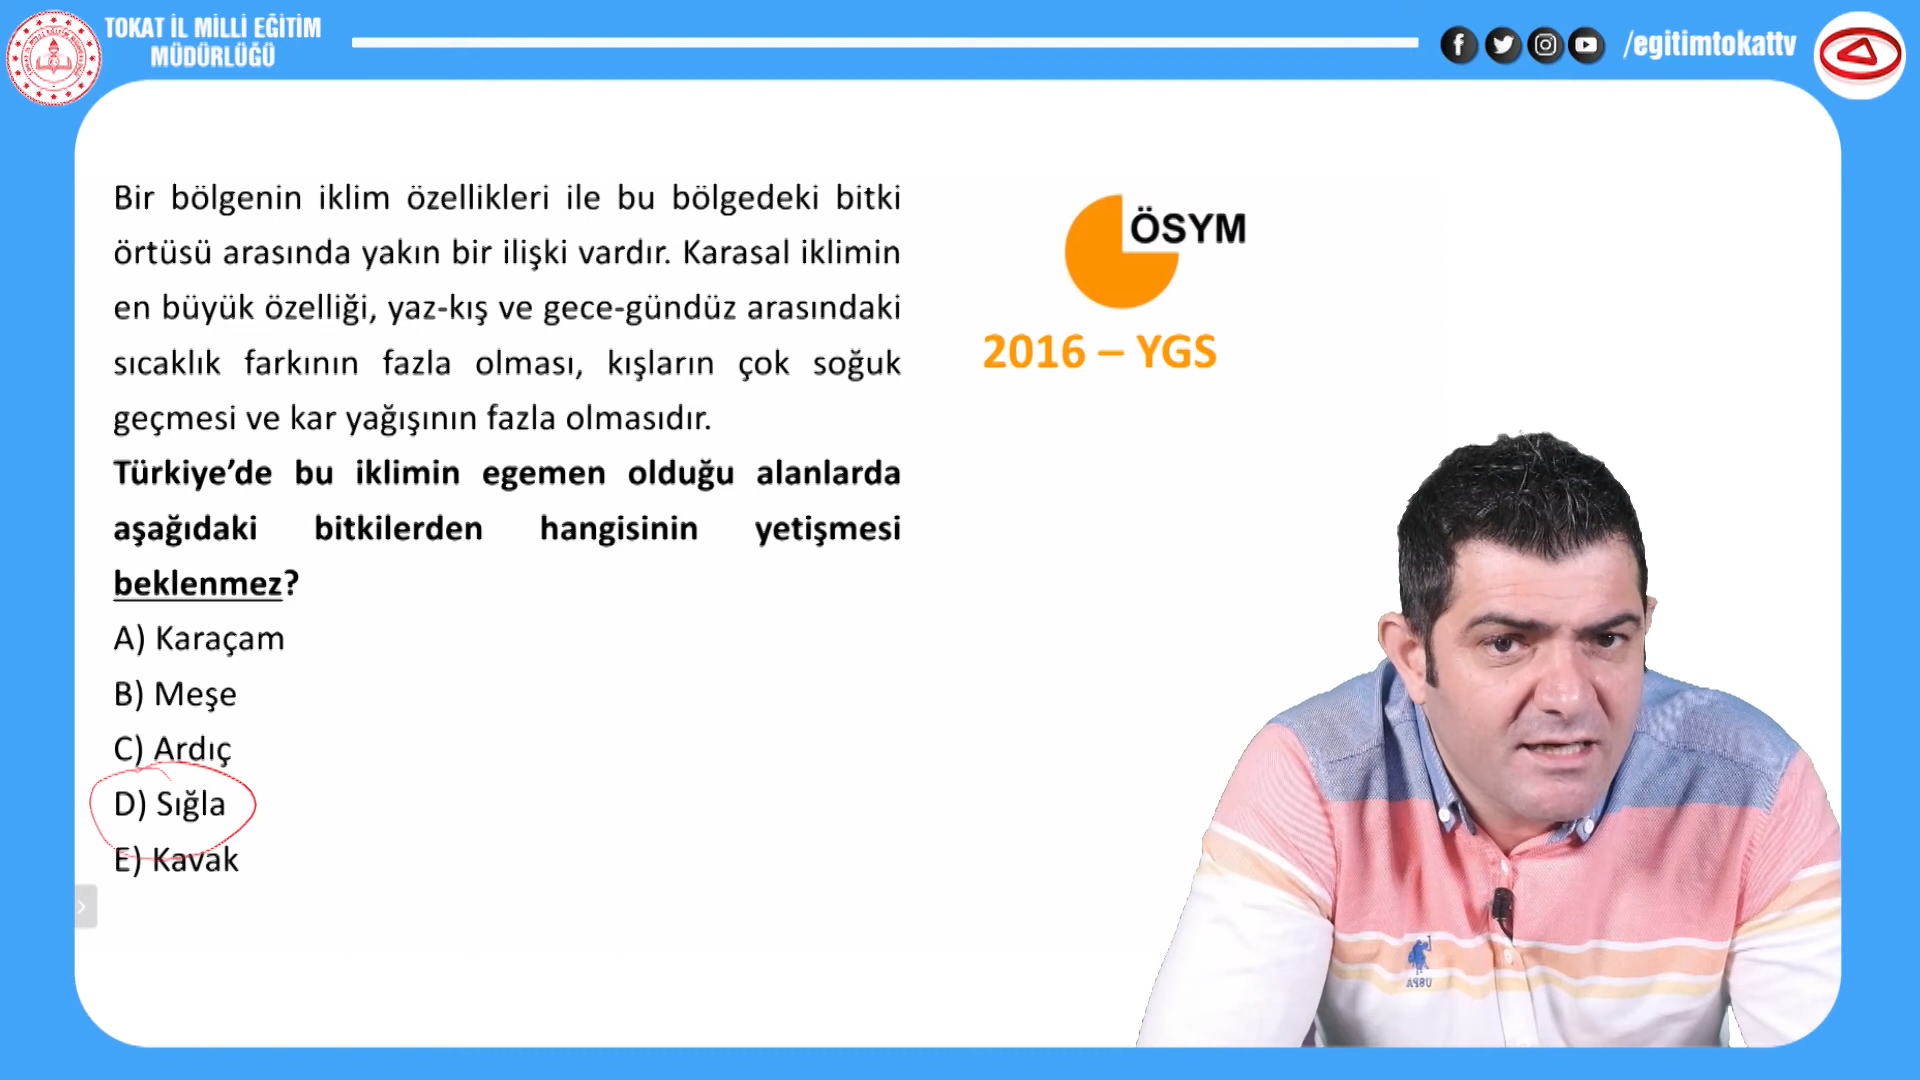 TOKAT İL MİLLİ EĞİTİM
MÜDÜRLÜĞÜ
/egitimtokattv
Bir bölgenin iklim özellikleri ile bu bölgedeki bitki
örtüsü arasında yakın bir ilişki vardır. Karasal iklimin
en büyük özelliği, yaz-kış ve gece-gündüz arasındaki
sıcaklık farkının fazla olması, kışların çok soğuk
geçmesi ve kar yağışının fazla olmasıdır.
Türkiye’de bu iklimin egemen olduğu alanlarda
aşağıdaki bitkilerden hangisinin yetişmesi
beklenmez?
A) Karaçam
B) Meşe
C) Ardıç
D) Sığla
E) Kavak
ÖSYM
2016 – YGS